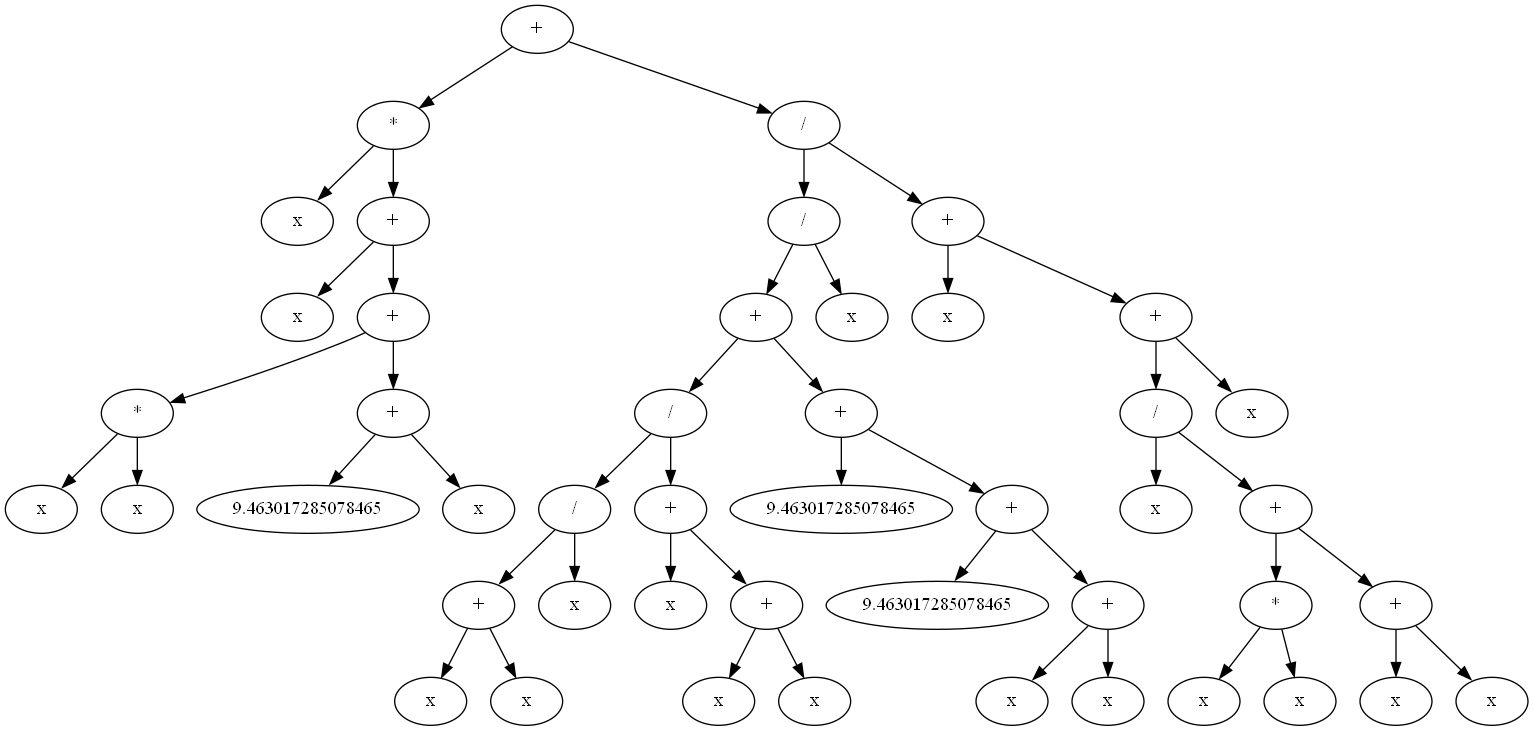 +
* /
x + / +
x + + x x +
* + / + / x
x x 9.463017285078465 x / + 9.463017285078465 + x +
+ x x + 9.463017285078465 + * +
x x x x x x x x x x